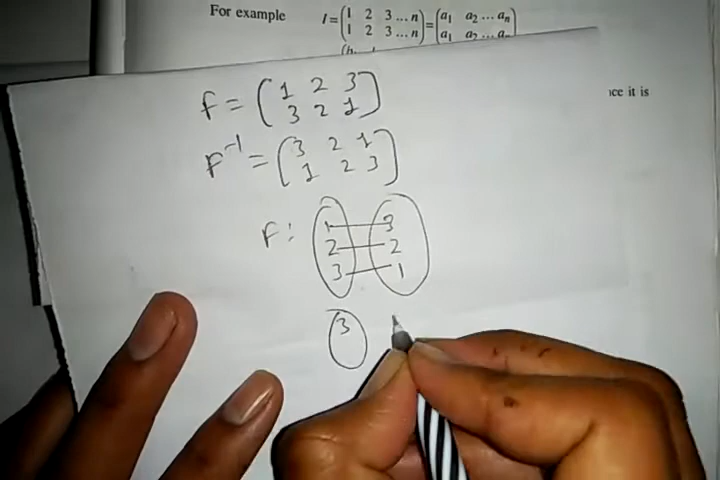 For example I = (1 2 3 ... n) = (a₁ a₂ ... aₙ)
(1 2 3 ... n) (a₁ a₂ ... aₙ)
ice it is
f = (1 2 3)
(3 2 1)
F⁻¹ = (3 2 1)
(1 2 3)
F: 1 3
2 2
3 1
3